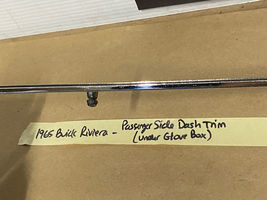 1965 Buick Riviera - Passenger Side Dash Trim
(under Glove Box)